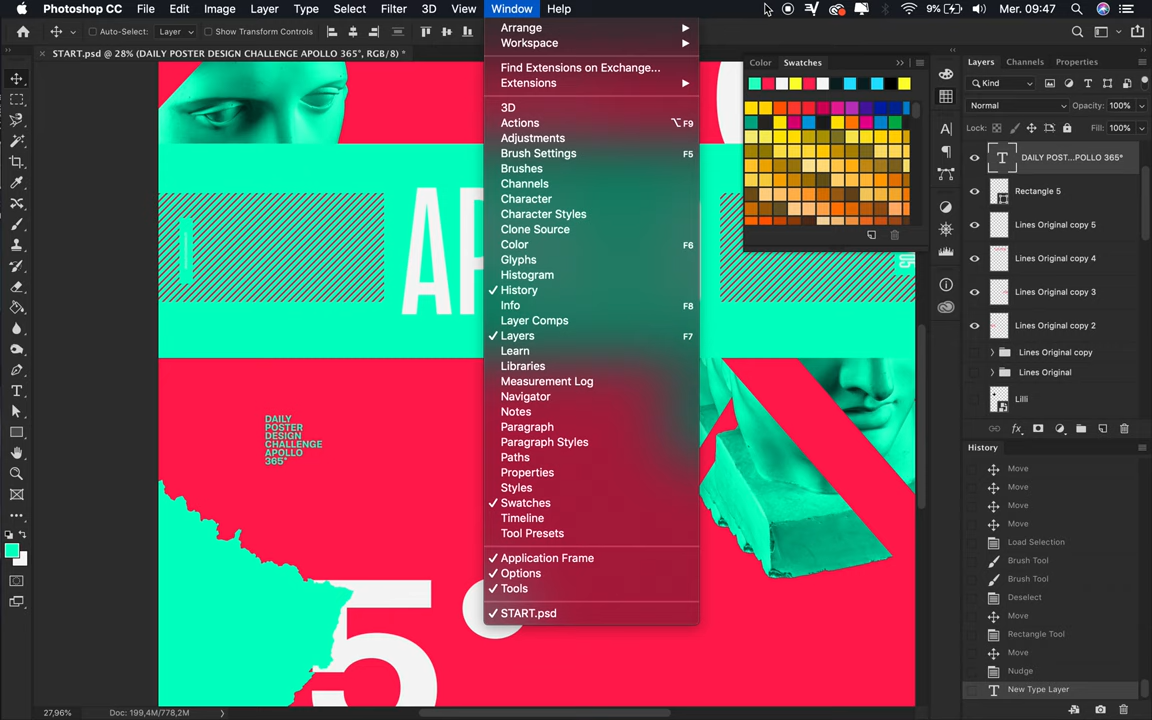 Photoshop CC File Edit Image Layer Type Select Filter 3D View Window Help 9% Mer. 09:47
Auto-Select: Layer Show Transform Controls
START.psd @ 28% (DAILY POSTER DESIGN CHALLENGE APOLLO 365°, RGB/8) *
Arrange
Workspace
Find Extensions on Exchange...
Extensions
3D
Actions ⌥F9
Adjustments
Brush Settings F5
Brushes
Channels
Character
Character Styles
Clone Source
Color F6
Glyphs
Histogram
History
Info F8
Layer Comps
Layers F7
Learn
Libraries
Measurement Log
Navigator
Notes
Paragraph
Paragraph Styles
Paths
Properties
Styles
Swatches
Timeline
Tool Presets
Application Frame
Options
Tools
START.psd
AP
DAILY
POSTER
DESIGN
CHALLENGE
APOLLO
365°
5°
Color Swatches
Layers Channels Properties
Kind
Normal Opacity: 100%
Lock: Fill: 100%
DAILY POST...POLLO 365°
Rectangle 5
Lines Original copy 5
Lines Original copy 4
Lines Original copy 3
Lines Original copy 2
Lines Original copy
Lines Original
Lilli
fx
History
Move
Move
Move
Move
Load Selection
Brush Tool
Brush Tool
Deselect
Move
Rectangle Tool
Move
Nudge
New Type Layer
27,96% Doc: 199,4M/778,2M